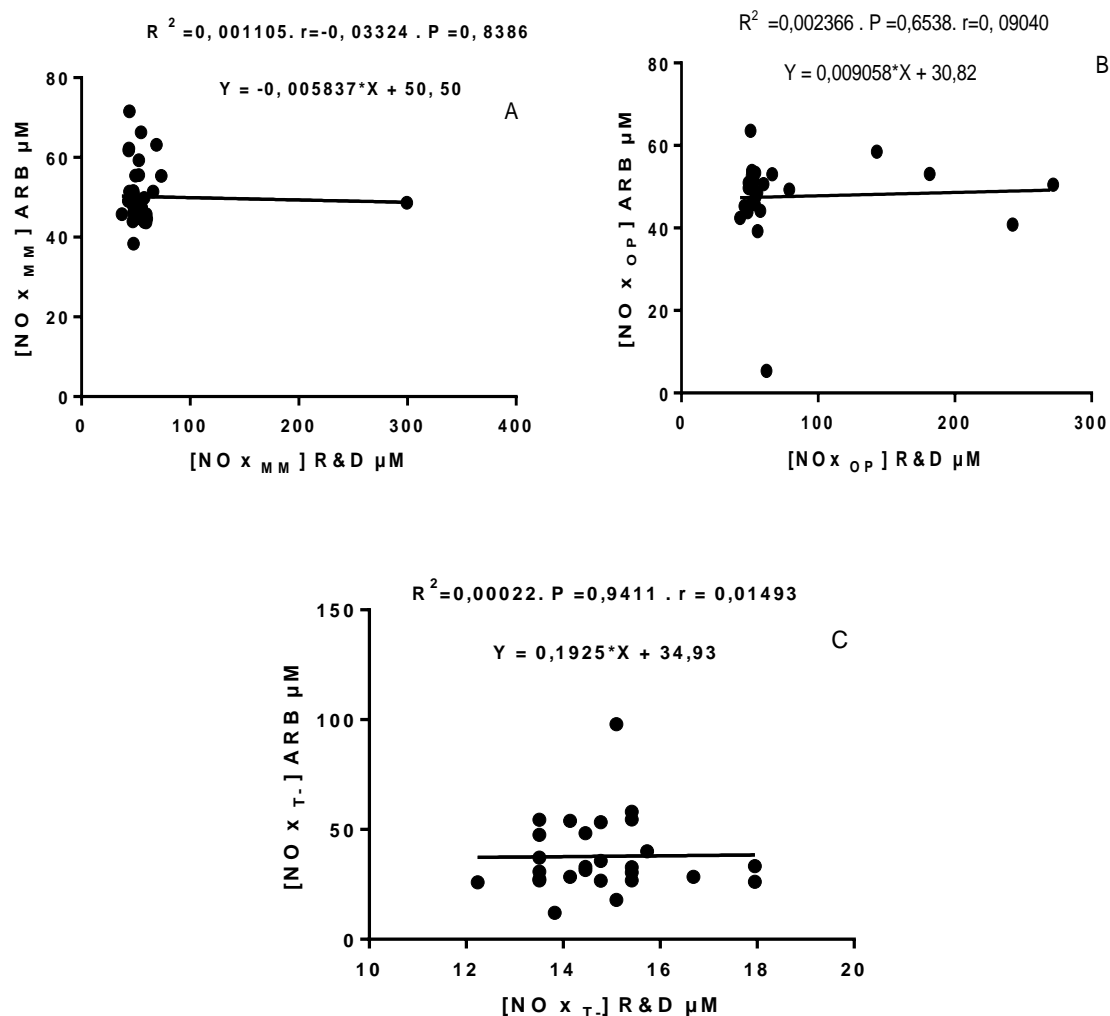 R 2 =0,001105. r=-0, 03324 . P =0, 8386
Y = -0, 005837*X + 50, 50
A
80
60
40
20
0
0
100
200
300
400
[NO x MM ] ARB µM
[NO x MM ] R & D µM
R2 =0,002366 . P =0,6538. r=0, 09040
Y = 0,009058*X + 30,82
B
80
60
40
20
0
0
100
200
300
[NO x OP ] ARB µM
[NOx OP ] R&D µM
R 2 =0,00022. P =0,9411 . r = 0,01493
Y = 0,1925*X + 34,93
C
150
100
50
0
10
12
14
16
18
20
[NO x T- ] ARB µM
[NO x T- ] R & D µM